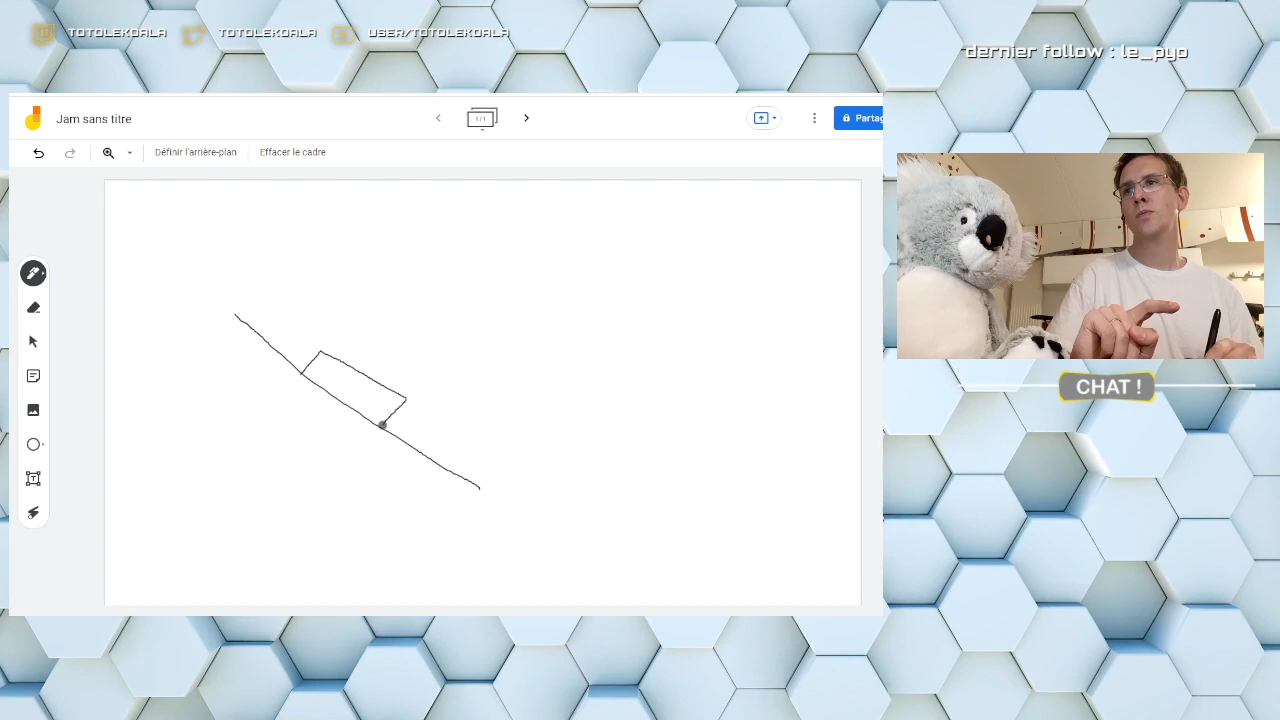 TOTOLEKOALA TOTOLEKOALA USER/TOTOLEKOALA
dernier follow : le_pyo
Jam sans titre
1/1
Partag
Définir l'arrière-plan Effacer le cadre
CHAT !